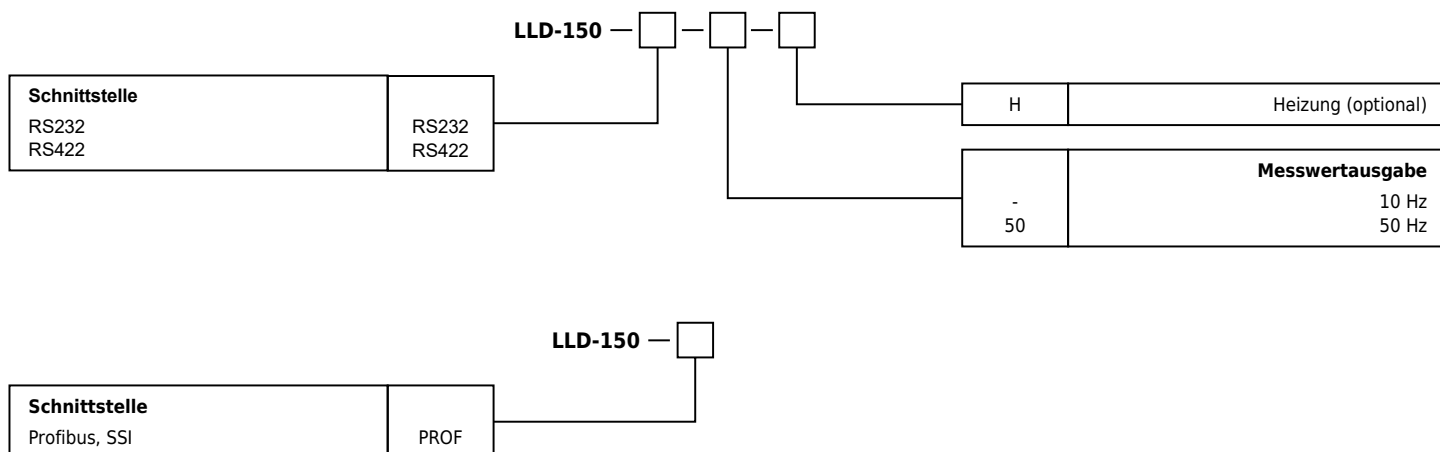 LLD-150 — —
Schnittstelle
RS232 RS232
RS422 RS422
H Heizung (optional)
Messwertausgabe
- 10 Hz
50 50 Hz
LLD-150 —
Schnittstelle
Profibus, SSI PROF